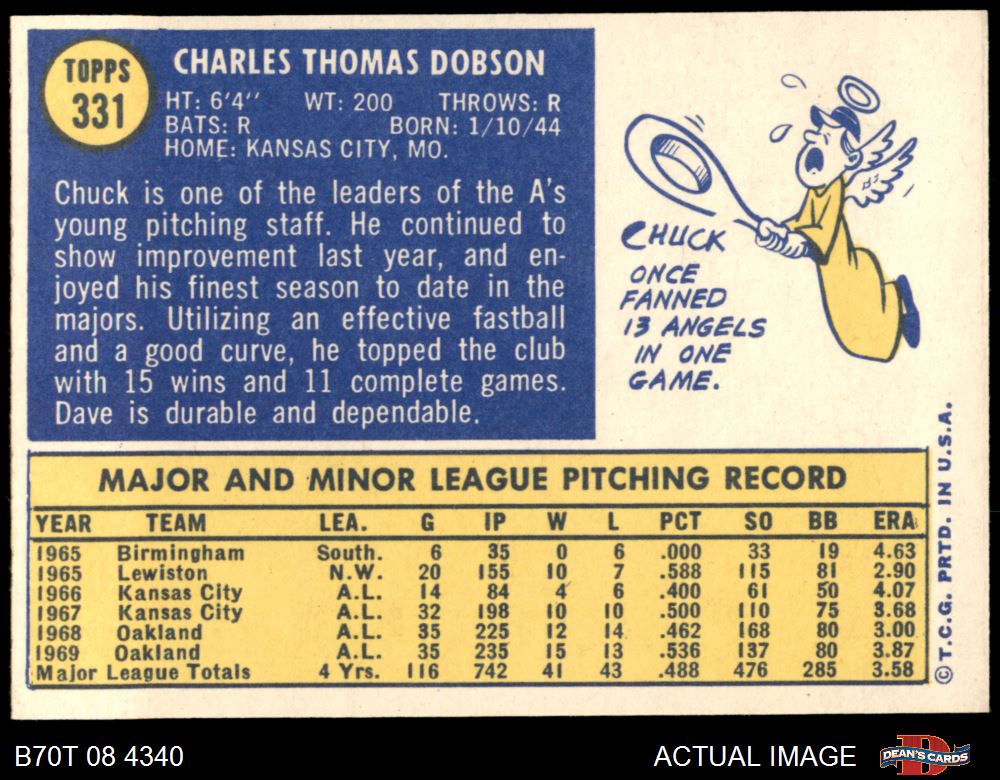 TOPPS
331
CHARLES THOMAS DOBSON
HT: 6'4'' WT: 200 THROWS: R
BATS: R BORN: 1/10/44
HOME: KANSAS CITY, MO.
Chuck is one of the leaders of the A's
young pitching staff. He continued to
show improvement last year, and en-
joyed his finest season to date in the
majors. Utilizing an effective fastball
and a good curve, he topped the club
with 15 wins and 11 complete games.
Dave is durable and dependable.
CHUCK
ONCE
FANNED
13 ANGELS
IN ONE
GAME.
MAJOR AND MINOR LEAGUE PITCHING RECORD
YEAR TEAM LEA. G IP W L PCT SO BB ERA
1965 Birmingham South. 6 35 0 6 .000 33 19 4.63
1965 Lewiston N.W. 20 155 10 7 .588 115 81 2.90
1966 Kansas City A.L. 14 84 4 6 .400 61 50 4.07
1967 Kansas City A.L. 32 198 10 10 .500 110 75 3.68
1968 Oakland A.L. 35 225 12 14 .462 168 80 3.00
1969 Oakland A.L. 35 235 15 13 .536 137 80 3.87
Major League Totals 4 Yrs. 116 742 41 43 .488 476 285 3.58
© T.C.G. PRTD. IN U.S.A.
B70T 08 4340
ACTUAL IMAGE
D
DEAN'S CARDS